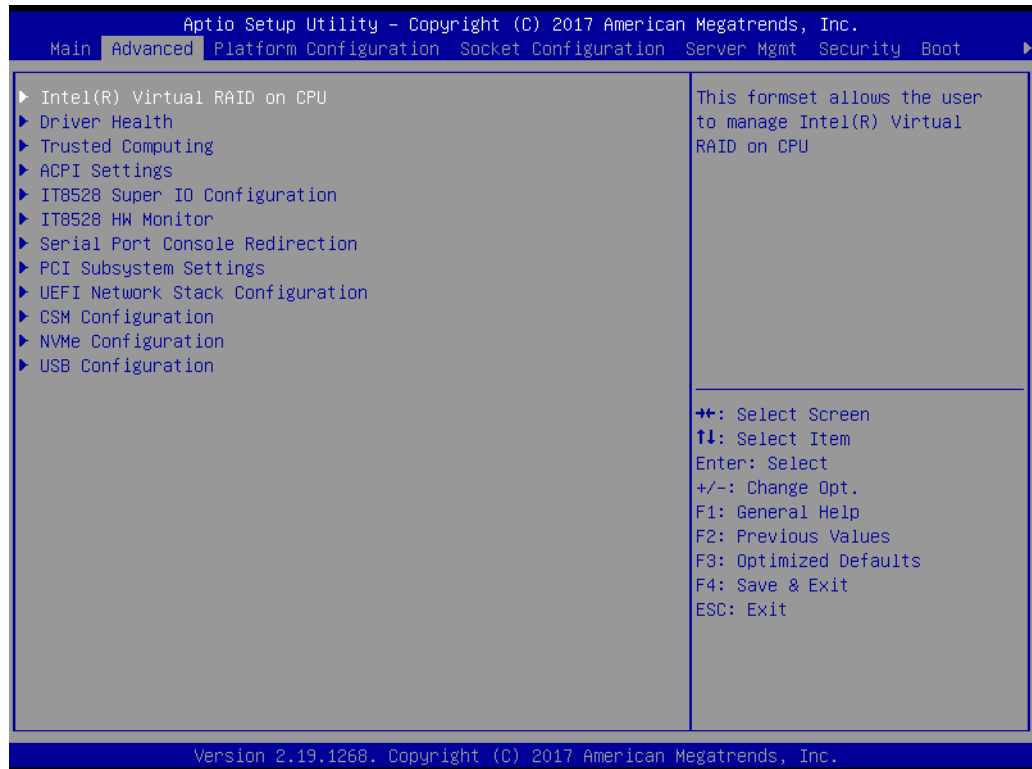 Aptio Setup Utility – Copyright (C) 2017 American Megatrends, Inc.
Main Advanced Platform Configuration Socket Configuration Server Mgmt Security Boot
Intel(R) Virtual RAID on CPU
Driver Health
Trusted Computing
ACPI Settings
IT8528 Super IO Configuration
IT8528 HW Monitor
Serial Port Console Redirection
PCI Subsystem Settings
UEFI Network Stack Configuration
CSM Configuration
NVMe Configuration
USB Configuration
This formset allows the user
to manage Intel(R) Virtual
RAID on CPU
→←: Select Screen
↑↓: Select Item
Enter: Select
+/-: Change Opt.
F1: General Help
F2: Previous Values
F3: Optimized Defaults
F4: Save & Exit
ESC: Exit
Version 2.19.1268. Copyright (C) 2017 American Megatrends, Inc.